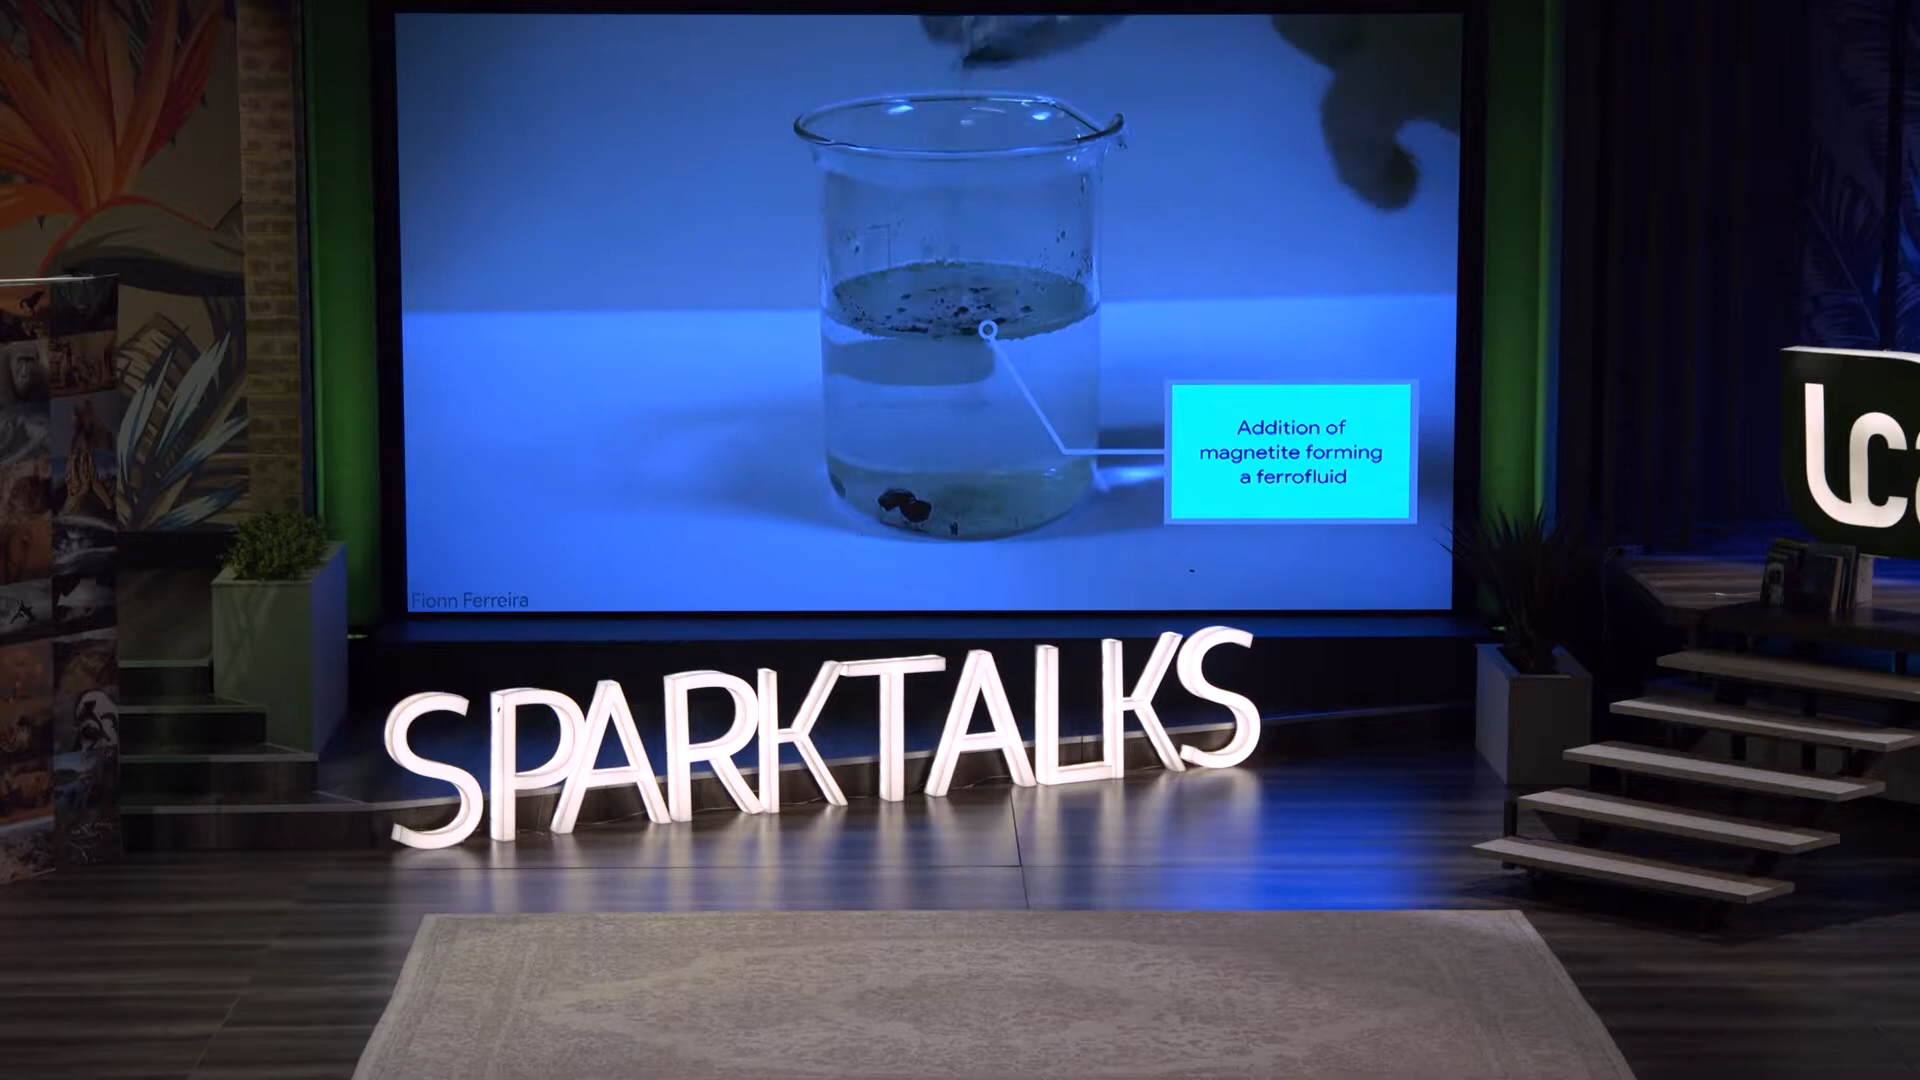 Addition of
magnetite forming
a ferrofluid
Fionn Ferreira
SPARKTALKS